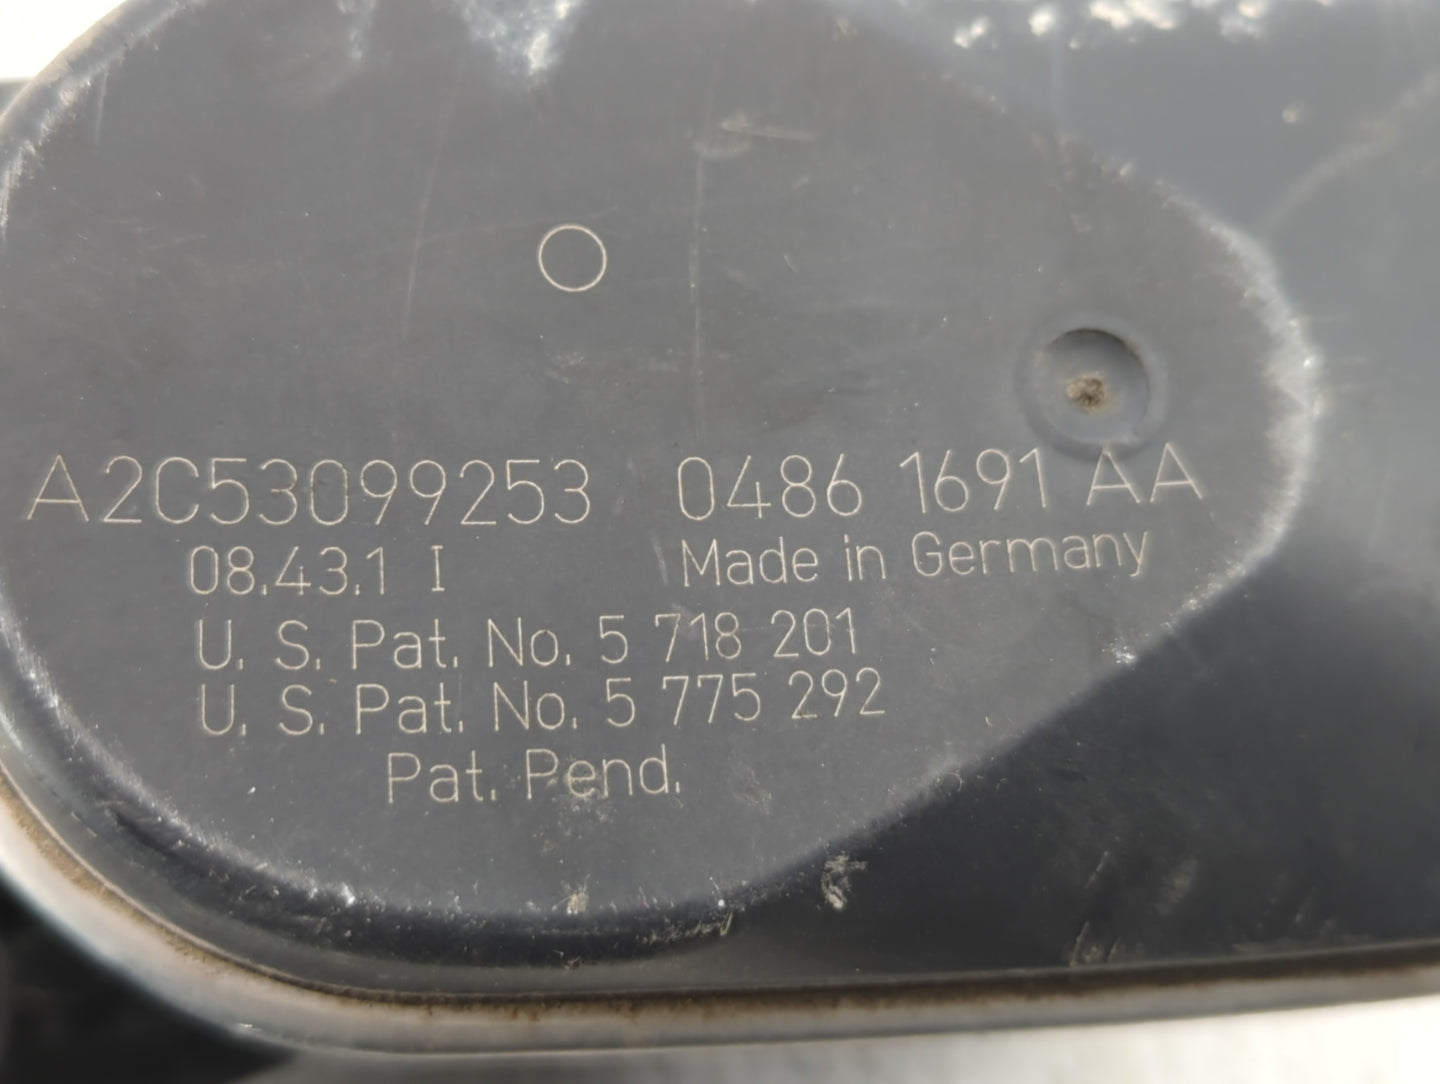 A2C53099253 0486 1691 AA
08.43.1 I Made in Germany
U. S. Pat. No. 5 718 201
U. S. Pat. No. 5 775 292
Pat. Pend.